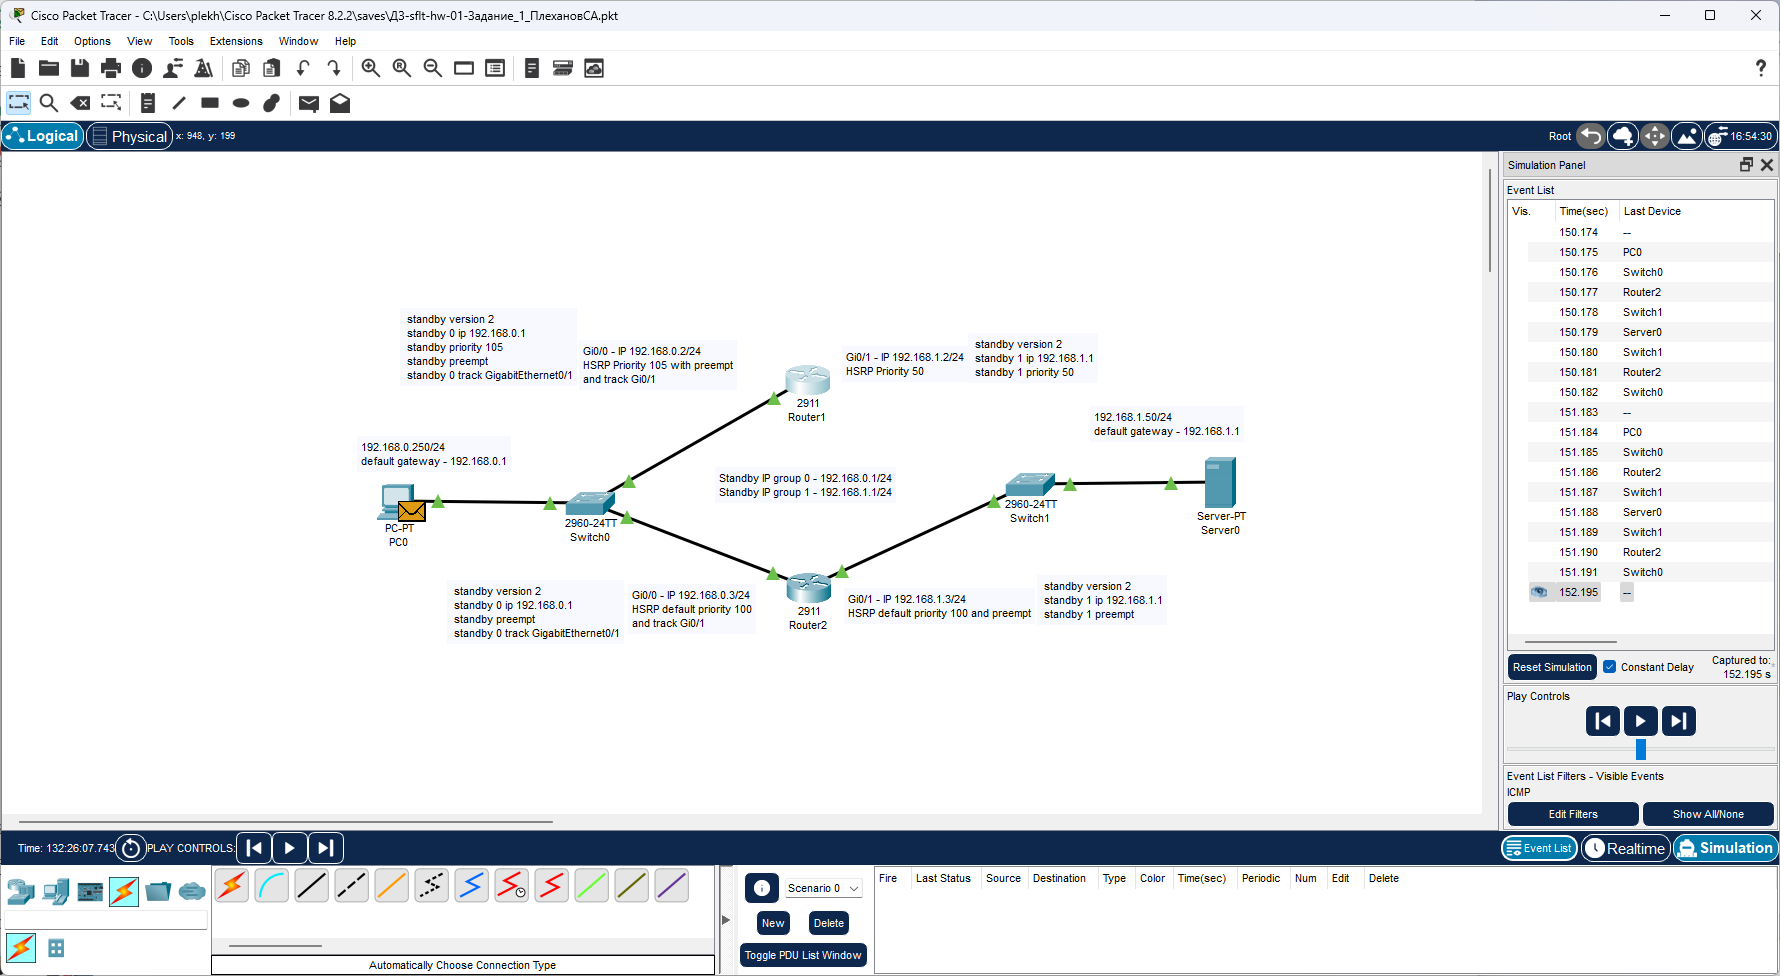 Cisco Packet Tracer - C:\Users\plekh\Cisco Packet Tracer 8.2.2\saves\ДЗ-sflt-hw-01-Задание_1_ПлехановСА.pkt
File Edit Options View Tools Extensions Window Help
?
Logical Physical x: 948, y: 199
Root 16:54:30
Simulation Panel
Event List
Vis. Time(sec) Last Device
150.174 --
150.175 PC0
150.176 Switch0
150.177 Router2
150.178 Switch1
150.179 Server0
150.180 Switch1
150.181 Router2
150.182 Switch0
151.183 --
151.184 PC0
151.185 Switch0
151.186 Router2
151.187 Switch1
151.188 Server0
151.189 Switch1
151.190 Router2
151.191 Switch0
152.195 --
Reset Simulation Constant Delay
Captured to:
152.195 s
Play Controls
Event List Filters - Visible Events
ICMP
Edit Filters Show All/None
standby version 2
standby 0 ip 192.168.0.1
standby priority 105
standby preempt
standby 0 track GigabitEthernet0/1
Gi0/0 - IP 192.168.0.2/24
HSRP Priority 105 with preempt
and track Gi0/1
2911
Router1
Gi0/1 - IP 192.168.1.2/24
HSRP Priority 50
standby version 2
standby 1 ip 192.168.1.1
standby 1 priority 50
192.168.0.250/24
default gateway - 192.168.0.1
PC-PT
PC0
2960-24TT
Switch0
Standby IP group 0 - 192.168.0.1/24
Standby IP group 1 - 192.168.1.1/24
192.168.1.50/24
default gateway - 192.168.1.1
2960-24TT
Switch1
Server-PT
Server0
standby version 2
standby 0 ip 192.168.0.1
standby preempt
standby 0 track GigabitEthernet0/1
Gi0/0 - IP 192.168.0.3/24
HSRP default priority 100
and track Gi0/1
2911
Router2
Gi0/1 - IP 192.168.1.3/24
HSRP default priority 100 and preempt
standby version 2
standby 1 ip 192.168.1.1
standby 1 preempt
Time: 132:26:07.743 PLAY CONTROLS:
Event List Realtime Simulation
Automatically Choose Connection Type
Scenario 0
New Delete
Toggle PDU List Window
Fire Last Status Source Destination Type Color Time(sec) Periodic Num Edit Delete